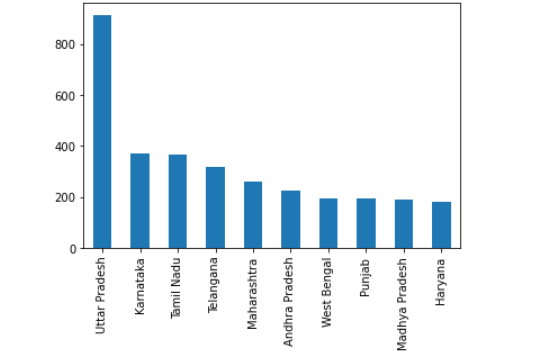 800
600
400
200
0
Uttar Pradesh
Karnataka
Tamil Nadu
Telangana
Maharashtra
Andhra Pradesh
West Bengal
Punjab
Madhya Pradesh
Haryana